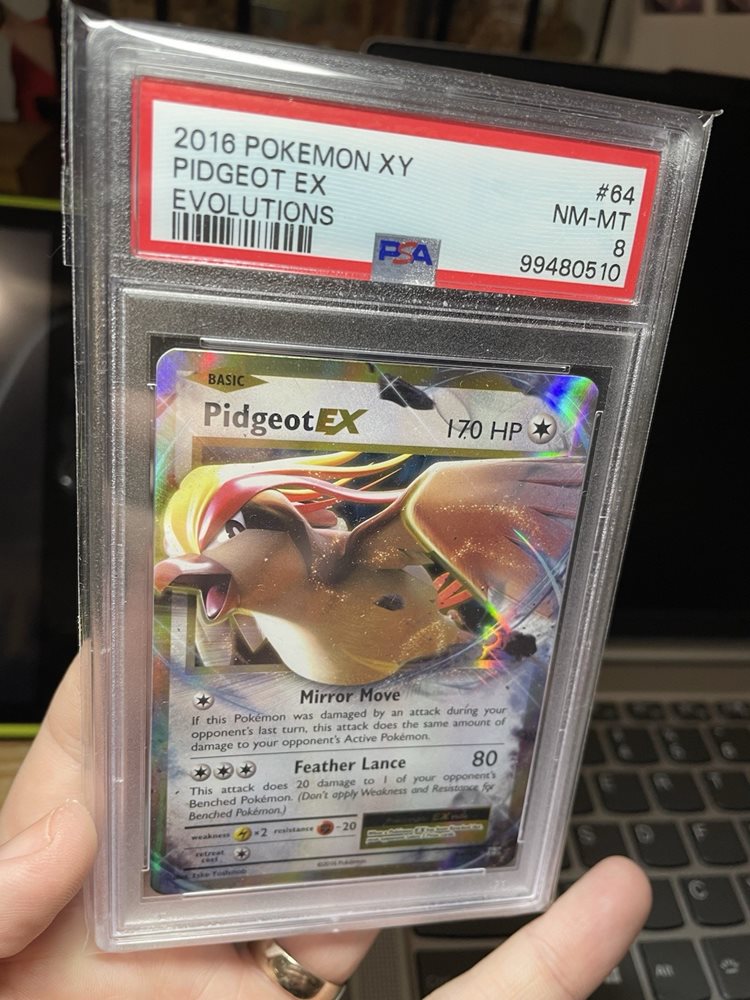 2016 POKEMON XY
PIDGEOT EX
EVOLUTIONS
#64
NM-MT
8
99480510
PSA
BASIC
PidgeotEX
170 HP
Mirror Move
If this Pokémon was damaged by an attack during your
opponent's last turn, this attack does the same amount of
damage to your opponent's Active Pokémon.
Feather Lance 80
This attack does 20 damage to 1 of your opponent's
Benched Pokémon. (Don't apply Weakness and Resistance for
Benched Pokémon.)
weakness ×2 resistance -20
retreat
cost
©2016 Pokémon
S
F
C
Alt